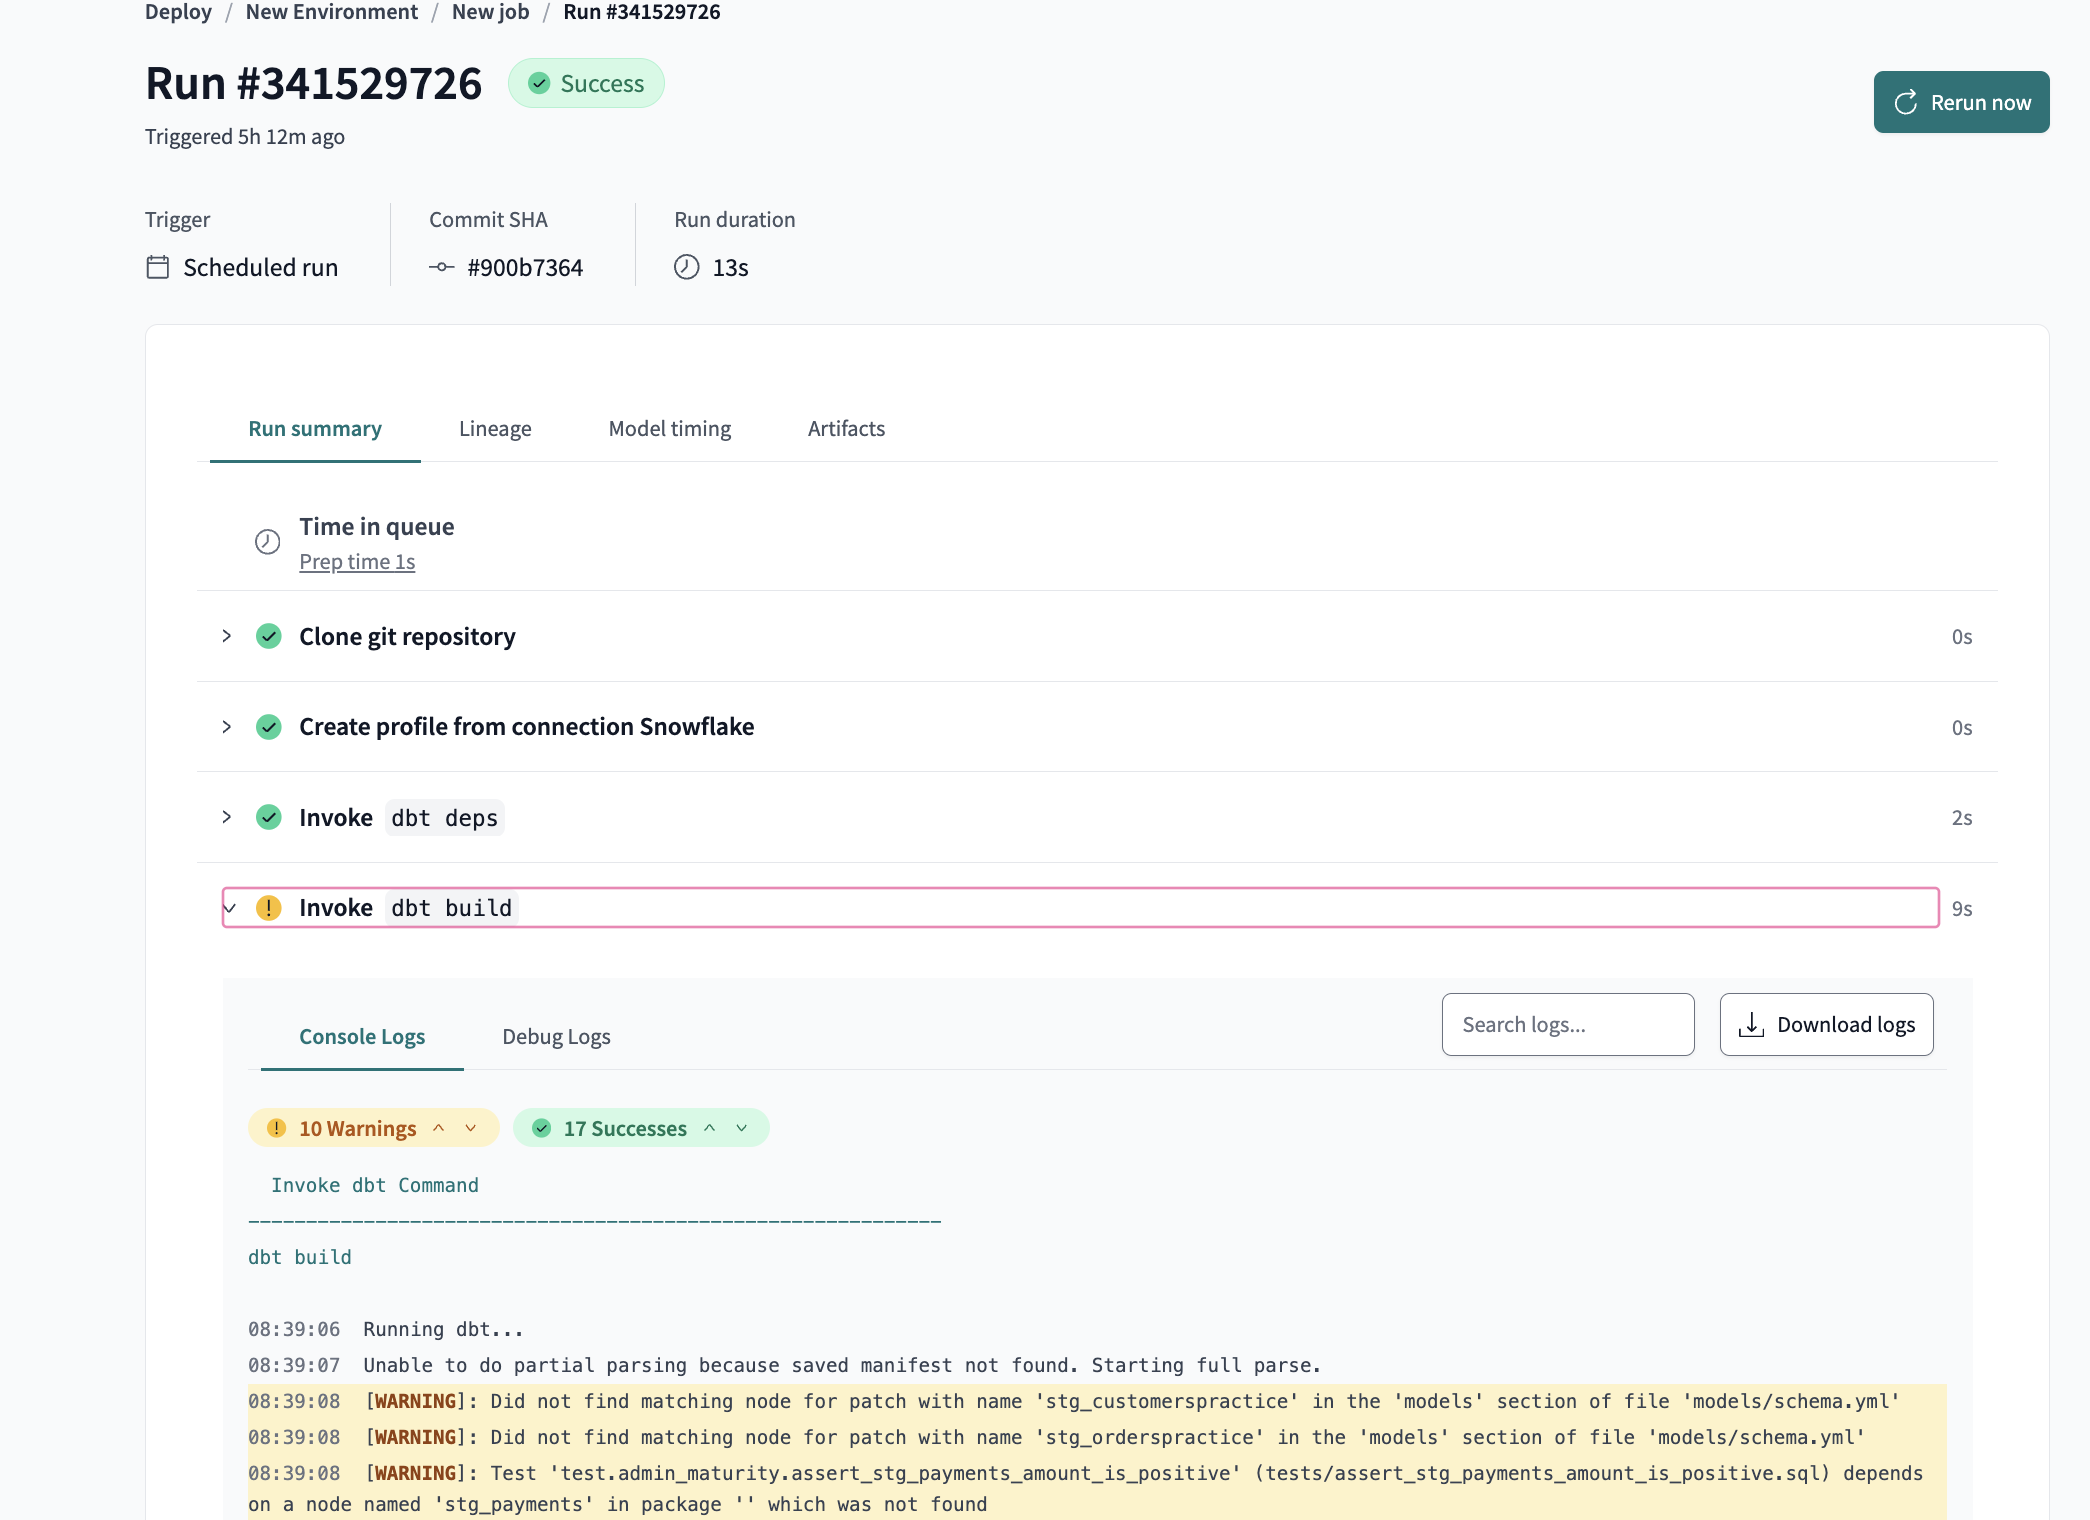 Deploy / New Environment / New job / Run #341529726
Run #341529726 Success
Rerun now
Triggered 5h 12m ago
Trigger Commit SHA Run duration
Scheduled run #900b7364 13s
Run summary Lineage Model timing Artifacts
Time in queue
Prep time 1s
Clone git repository 0s
Create profile from connection Snowflake 0s
Invoke dbt deps 2s
Invoke dbt build 9s
Console Logs Debug Logs Search logs... Download logs
10 Warnings 17 Successes
Invoke dbt Command
------------------------------------------------------------
dbt build
08:39:06 Running dbt...
08:39:07 Unable to do partial parsing because saved manifest not found. Starting full parse.
08:39:08 [WARNING]: Did not find matching node for patch with name 'stg_customerspractice' in the 'models' section of file 'models/schema.yml'
08:39:08 [WARNING]: Did not find matching node for patch with name 'stg_orderspractice' in the 'models' section of file 'models/schema.yml'
08:39:08 [WARNING]: Test 'test.admin_maturity.assert_stg_payments_amount_is_positive' (tests/assert_stg_payments_amount_is_positive.sql) depends
on a node named 'stg_payments' in package '' which was not found